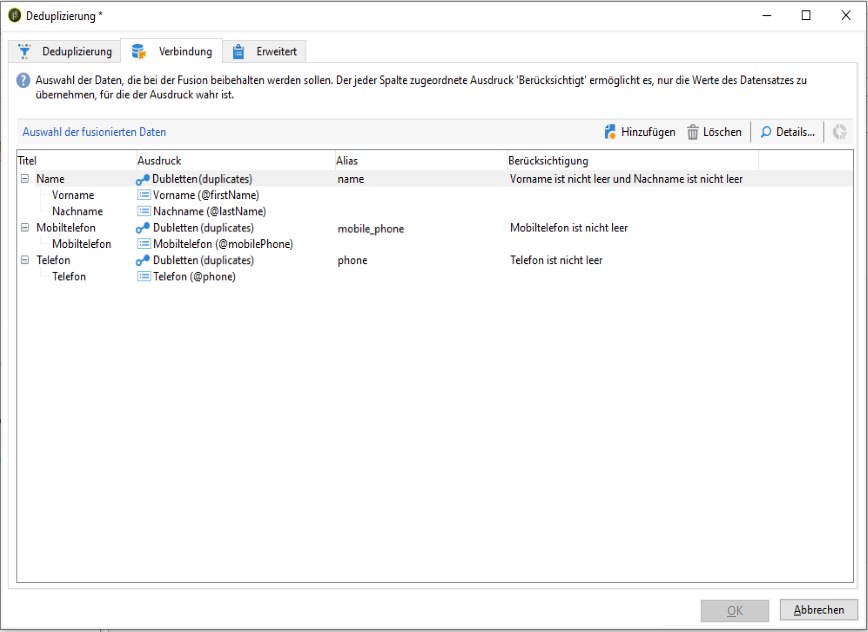 Deduplizierung *
Deduplizierung Verbindung Erweitert
Auswahl der Daten, die bei der Fusion beibehalten werden sollen. Der jeder Spalte zugeordnete Ausdruck 'Berücksichtigt' ermöglicht es, nur die Werte des Datensatzes zu
übernehmen, für die der Ausdruck wahr ist.
Auswahl der fusionierten Daten Hinzufügen Löschen Details...
Titel Ausdruck Alias Berücksichtigung
Name Dubletten (duplicates) name Vorname ist nicht leer und Nachname ist nicht leer
Vorname Vorname (@firstName)
Nachname Nachname (@lastName)
Mobiltelefon Dubletten (duplicates) mobile_phone Mobiltelefon ist nicht leer
Mobiltelefon Mobiltelefon (@mobilePhone)
Telefon Dubletten (duplicates) phone Telefon ist nicht leer
Telefon Telefon (@phone)
OK Abbrechen